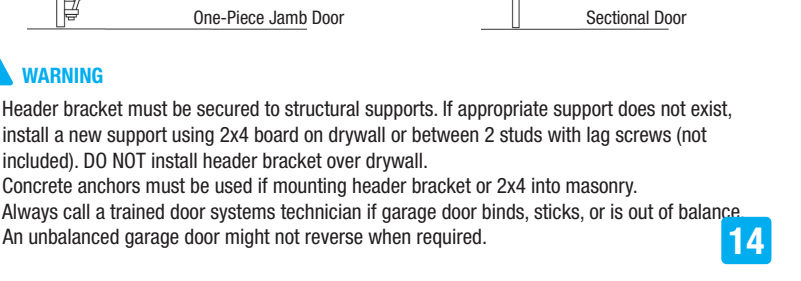 One-Piece Jamb Door
Sectional Door
WARNING
Header bracket must be secured to structural supports. If appropriate support does not exist,
install a new support using 2x4 board on drywall or between 2 studs with lag screws (not
included). DO NOT install header bracket over drywall.
Concrete anchors must be used if mounting header bracket or 2x4 into masonry.
Always call a trained door systems technician if garage door binds, sticks, or is out of balance.
An unbalanced garage door might not reverse when required.
14